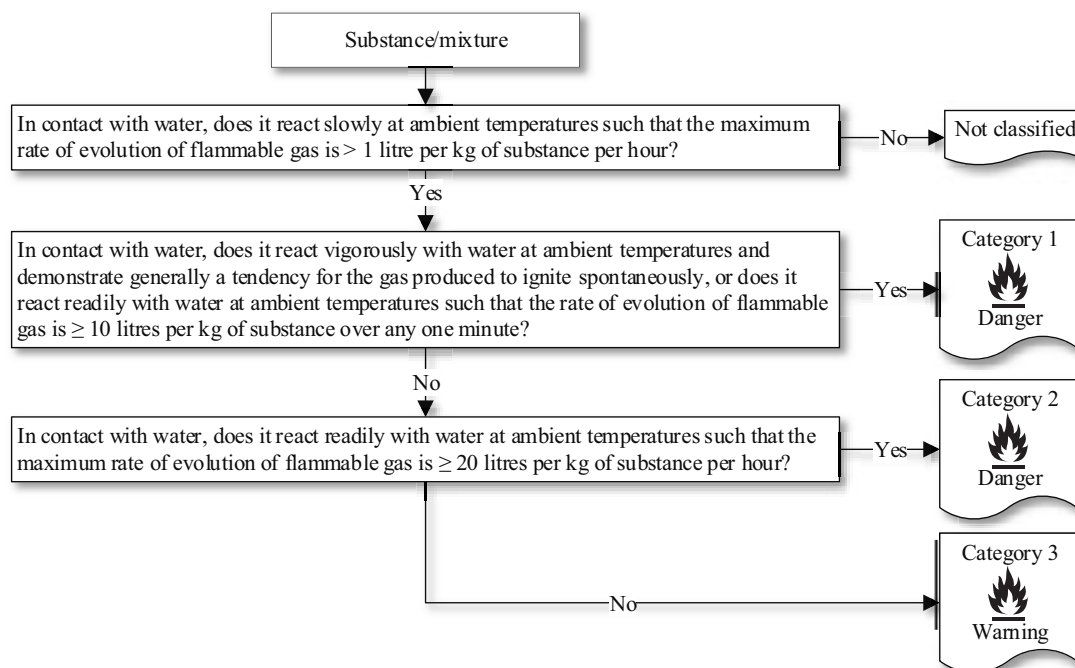 Substance/mixture
In contact with water, does it react slowly at ambient temperatures such that the maximum
rate of evolution of flammable gas is > 1 litre per kg of substance per hour?
No
Not classified
Yes
In contact with water, does it react vigorously with water at ambient temperatures and
demonstrate generally a tendency for the gas produced to ignite spontaneously, or does it
react readily with water at ambient temperatures such that the rate of evolution of flammable
gas is ≥ 10 litres per kg of substance over any one minute?
Yes
Category 1
Danger
No
In contact with water, does it react readily with water at ambient temperatures such that the
maximum rate of evolution of flammable gas is ≥ 20 litres per kg of substance per hour?
Yes
Category 2
Danger
No
Category 3
Warning